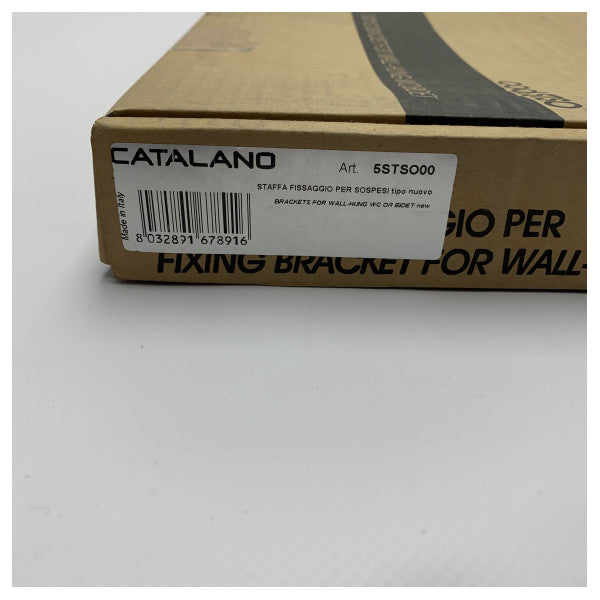 CATALANO
Art. 5STSO00
STAFFA FISSAGGIO PER SOSPESI tipo nuovo
BRACKETS FOR WALL-HUNG WC OR BIDET new
Made in Italy
8 032891 678916
GIO PER
FIXING BRACKET FOR WALL-